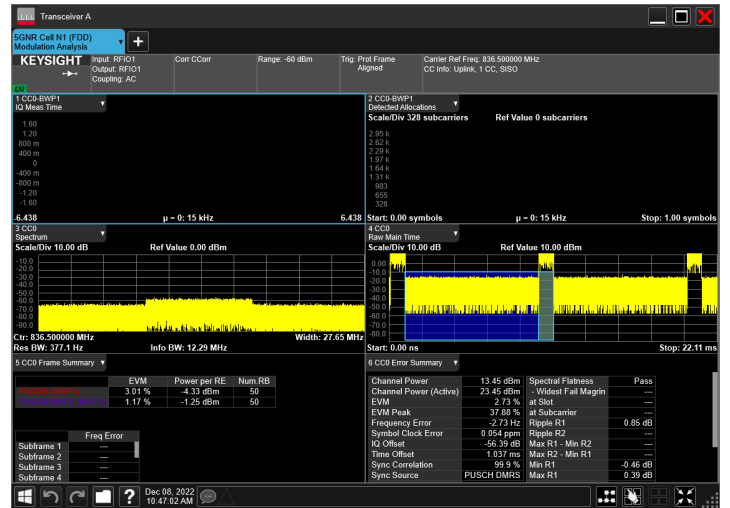 Transceiver A
5GNR Cell N1 (FDD)
Modulation Analysis
KEYSIGHT
Input: RFIO1
Output: RFIO1
Coupling: AC
Corr CCorr
Range: -60 dBm
Trig: Prot Frame
Aligned
Carrier Ref Freq: 836.500000 MHz
CC Info: Uplink, 1 CC, SISO
LXI
1 CC0-BWP1
IQ Meas Time
1.60
1.20
800 m
400 m
0
-400 m
-800 m
-1.20
-1.60
-6.438 µ = 0: 15 kHz 6.438
2 CC0-BWP1
Detected Allocations
Scale/Div 328 subcarriers Ref Value 0 subcarriers
2.95 k
2.62 k
2.29 k
1.97 k
1.64 k
1.31 k
983
655
328
Start: 0.00 symbols µ = 0: 15 kHz Stop: 1.00 symbols
3 CC0
Spectrum
Scale/Div 10.00 dB Ref Value 0.00 dBm
-10.0
-20.0
-30.0
-40.0
-50.0
-60.0
-70.0
-80.0
-90.0
Ctr: 836.500000 MHz Width: 27.65 MHz
Res BW: 377.1 Hz Info BW: 12.29 MHz
4 CC0
Raw Main Time
Scale/Div 10.00 dB Ref Value 10.00 dBm
0.00
-10.0
-20.0
-30.0
-40.0
-50.0
-60.0
-70.0
-80.0
Start: 0.00 ns Stop: 22.11 ms
5 CC0 Frame Summary
EVM Power per RE Num.RB
3.01 % -4.33 dBm 50
1.17 % -1.25 dBm 50
Freq Error
Subframe 1 ---
Subframe 2 ---
Subframe 3 ---
Subframe 4 ---
6 CC0 Error Summary
Channel Power 13.45 dBm Spectral Flatness Pass
Channel Power (Active) 23.45 dBm - Widest Fail Magrin ---
EVM 2.73 % at Slot ---
EVM Peak 37.88 % at Subcarrier ---
Frequency Error -2.73 Hz Ripple R1 0.85 dB
Symbol Clock Error 0.054 ppm Ripple R2 ---
IQ Offset -56.39 dB Max R1 - Min R2 ---
Time Offset 1.037 ms Max R2 - Min R1 ---
Sync Correlation 99.9 % Min R1 -0.46 dB
Sync Source PUSCH DMRS Max R1 0.39 dB
Dec 08, 2022
10:47:02 AM